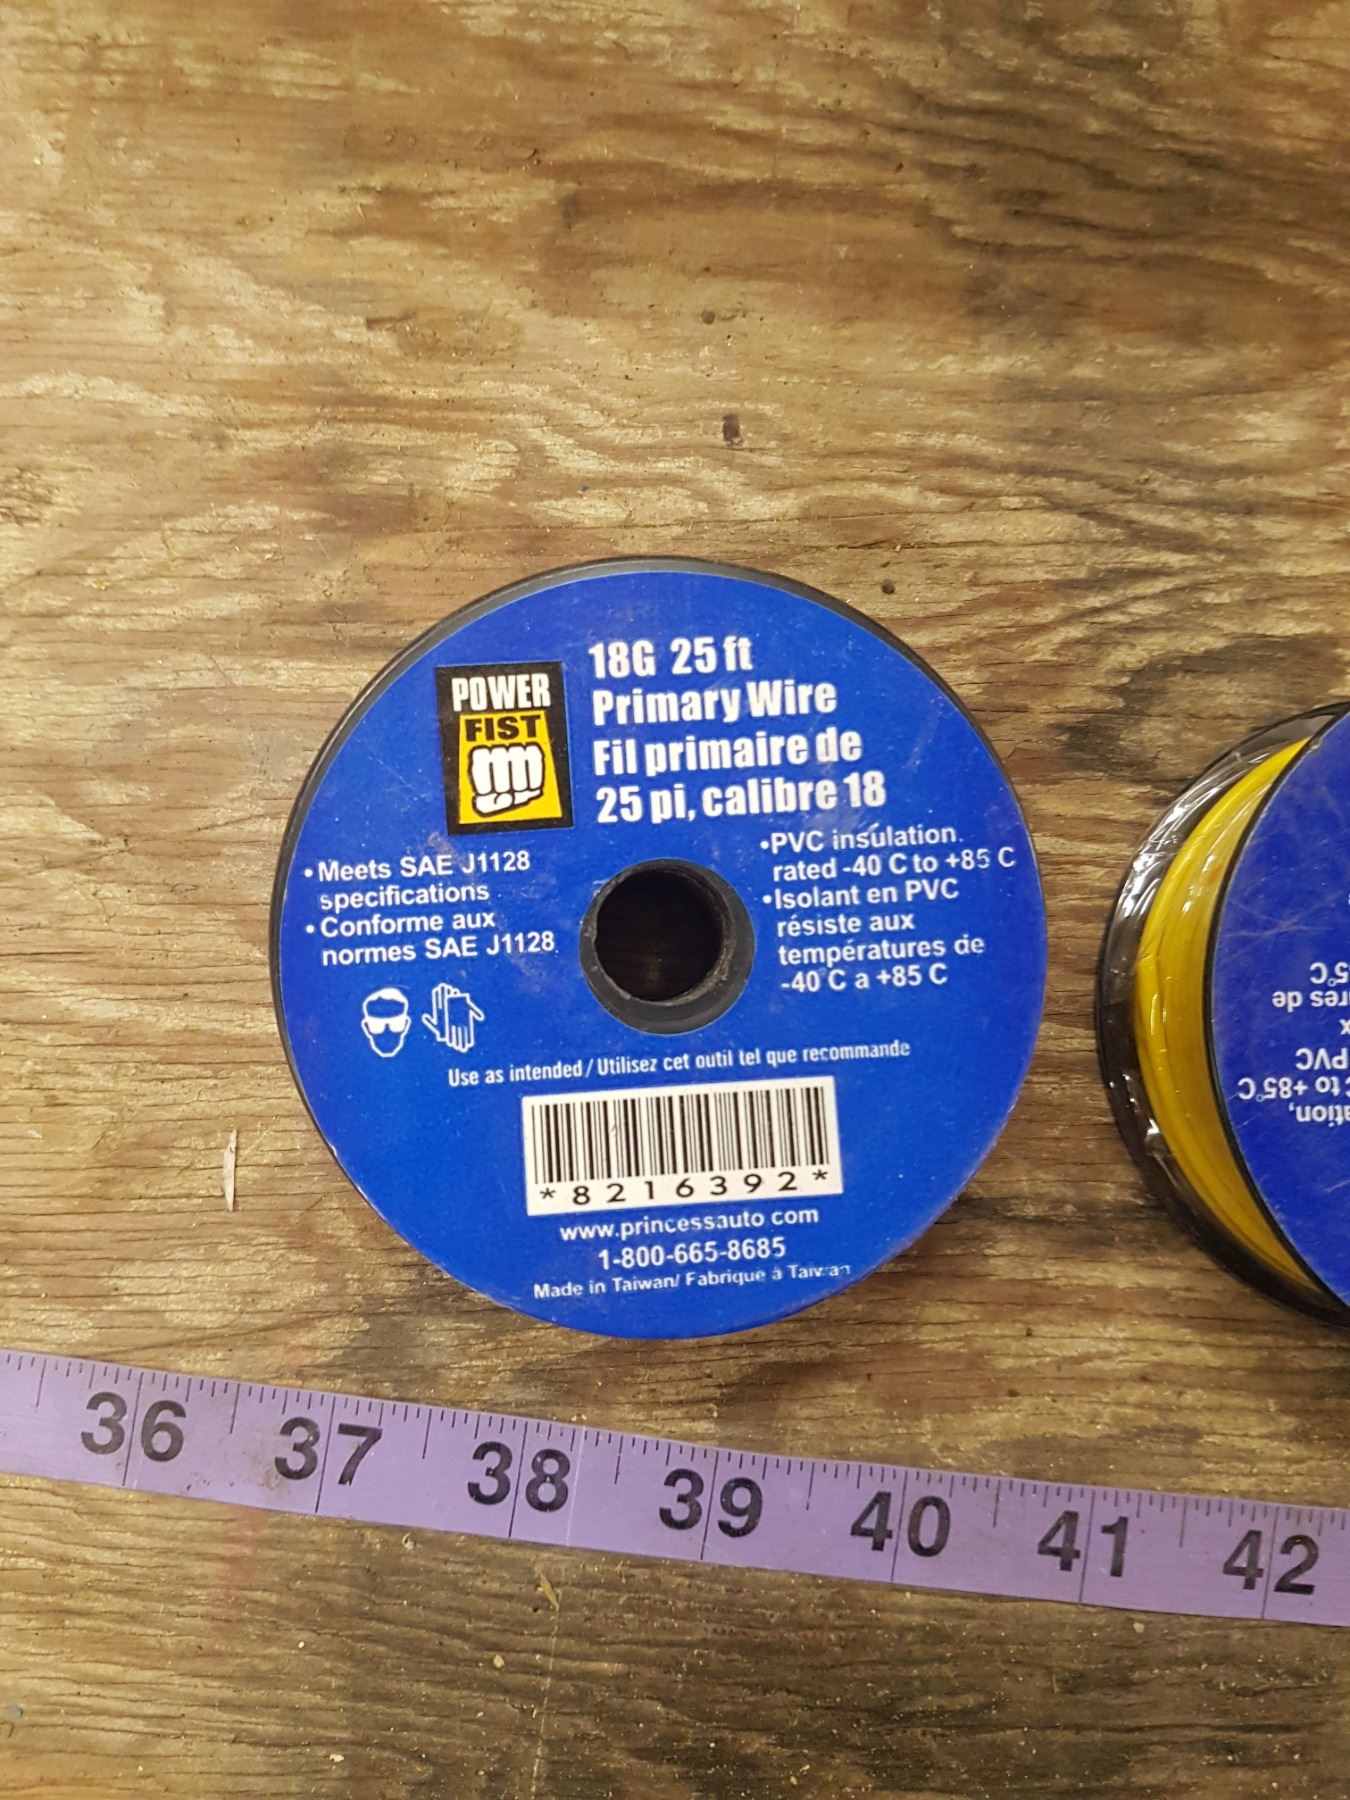 POWER
FIST
18G 25 ft
Primary Wire
Fil primaire de
25 pi, calibre 18
• Meets SAE J1128
specifications
• Conforme aux
normes SAE J1128
•PVC insulation.
rated -40 C to +85 C
•Isolant en PVC
résiste aux
températures de
-40°C a +85 C
Use as intended / Utilisez cet outil tel que recommande
*8216392*
www.princessauto com
1-800-665-8685
Made in Taiwan/ Fabrique à Taiwan
PVC
to +85°C
36 37 38 39 40 41 42